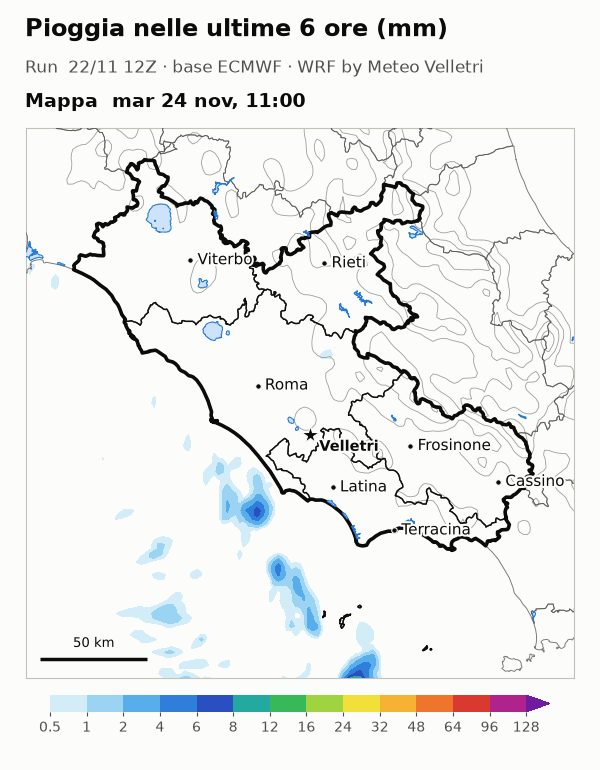 Pioggia nelle ultime 6 ore (mm)
Run  22/11 12Z · base ECMWF · WRF by Meteo Velletri
Mappa  mar 24 nov, 11:00
Viterbo
Rieti
Roma
Velletri
Frosinone
Latina
Cassino
Terracina
50 km
0.5 1 2 4 6 8 12 16 24 32 48 64 96 128